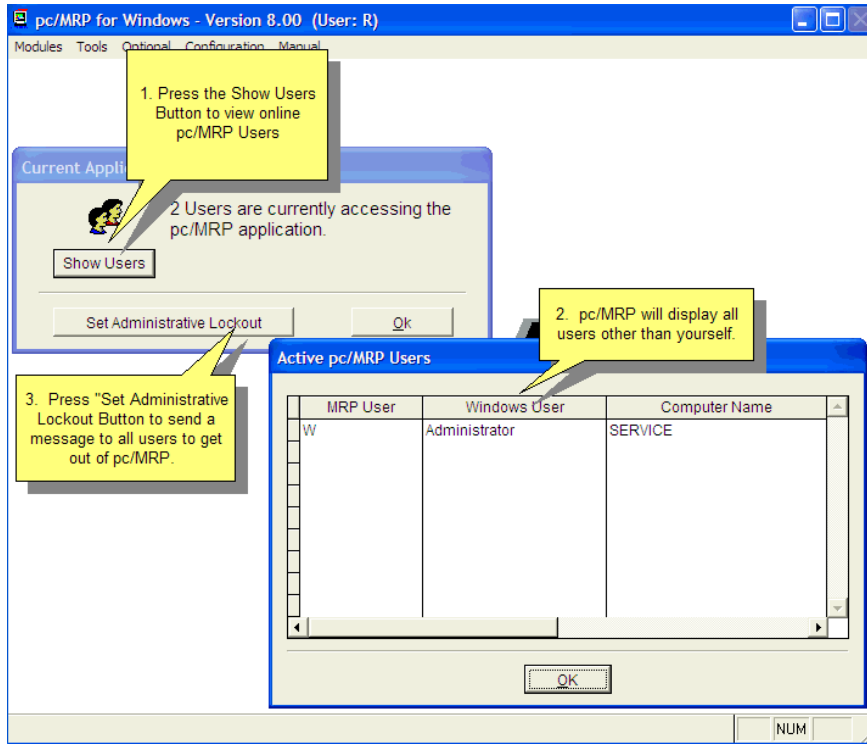 pc/MRP for Windows - Version 8.00 (User: R)
Modules Tools Optional Configuration Manual
1. Press the Show Users
Button to view online
pc/MRP Users
Current Appli
2 Users are currently accessing the
pc/MRP application.
Show Users
Set Administrative Lockout
Ok
2. pc/MRP will display all
users other than yourself.
3. Press "Set Administrative
Lockout Button to send a
message to all users to get
out of pc/MRP.
Active pc/MRP Users
MRP User Windows User Computer Name
W Administrator SERVICE
OK
NUM